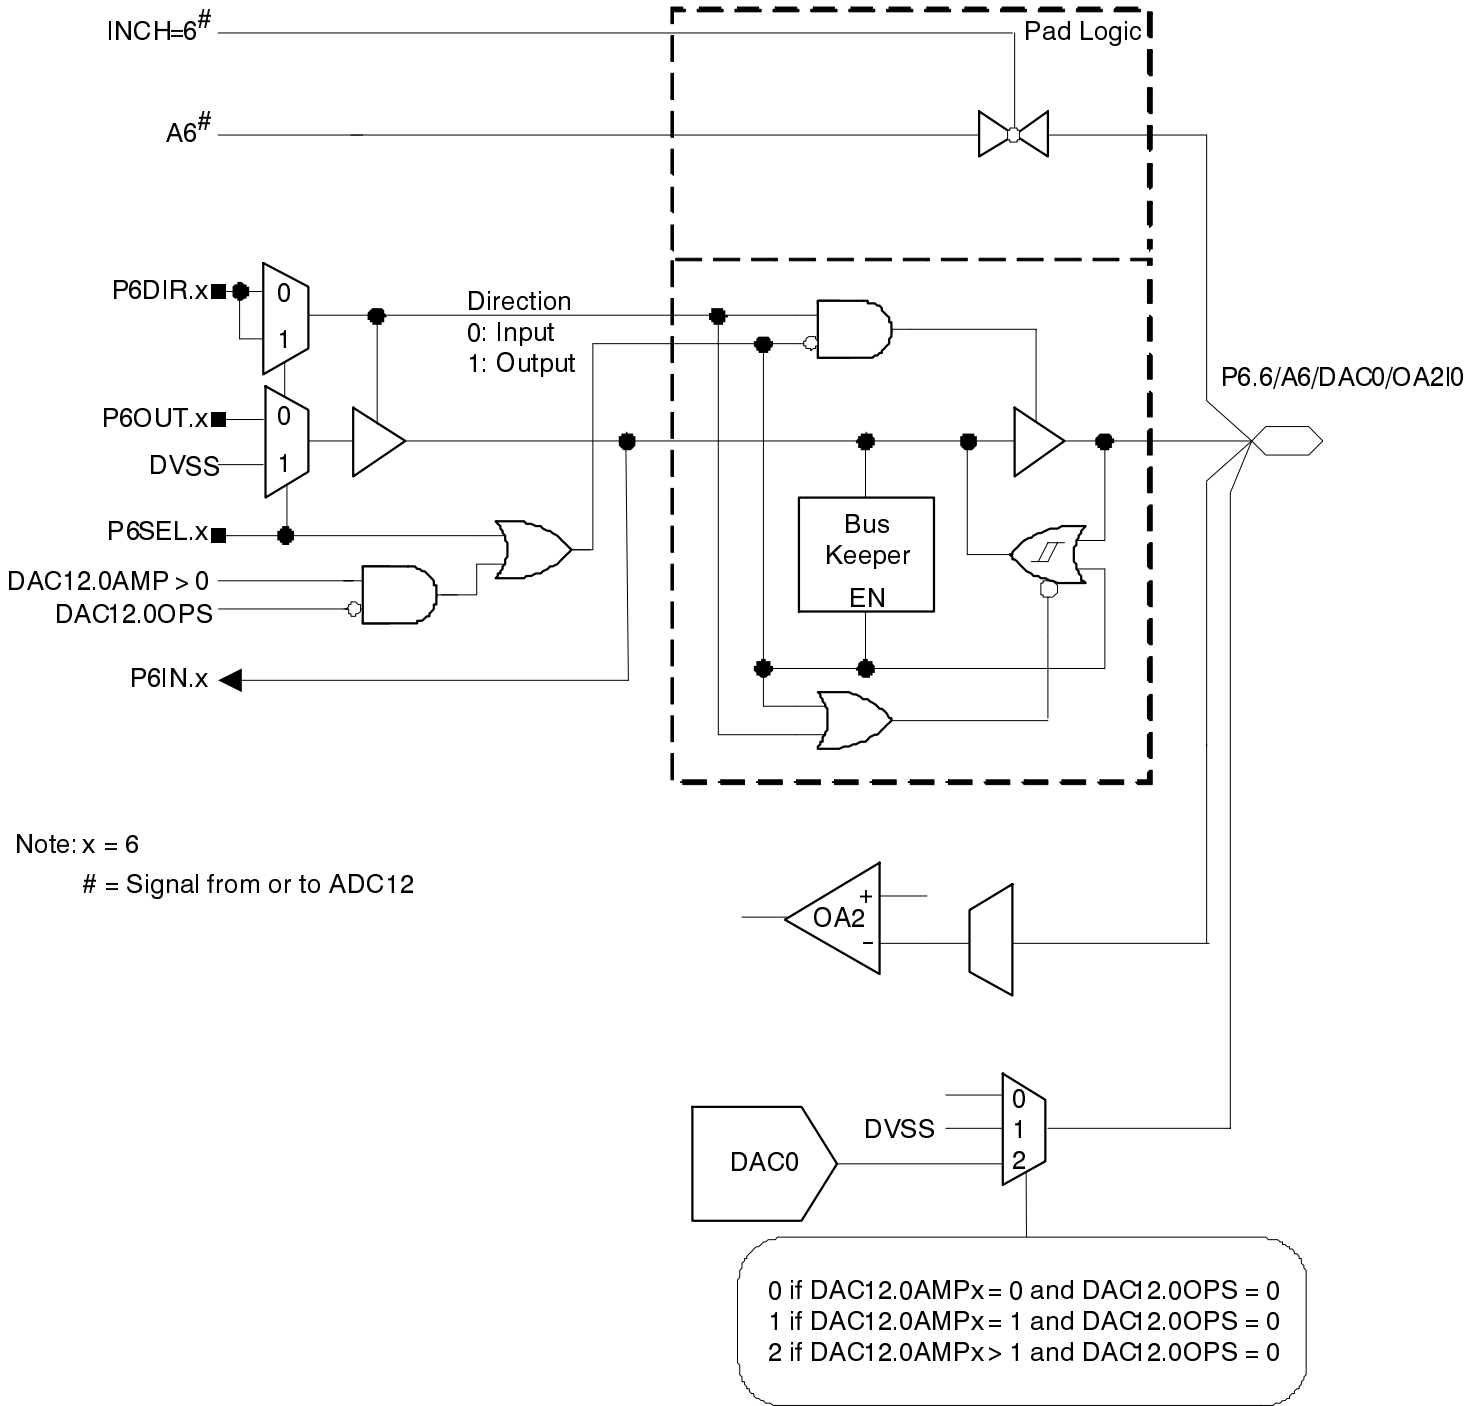 INCH=6#
Pad Logic
A6#
P6DIR.x
0
1
Direction
0: Input
1: Output
P6.6/A6/DAC0/OA2I0
P6OUT.x
0
DVSS
1
P6SEL.x
Bus
Keeper
EN
DAC12.0AMP > 0
DAC12.0OPS
P6IN.x
Note: x = 6
# = Signal from or to ADC12
+
OA2
−
0
DVSS
1
DAC0
2
0 if DAC12.0AMPx = 0 and DAC12.0OPS = 0
1 if DAC12.0AMPx = 1 and DAC12.0OPS = 0
2 if DAC12.0AMPx > 1 and DAC12.0OPS = 0